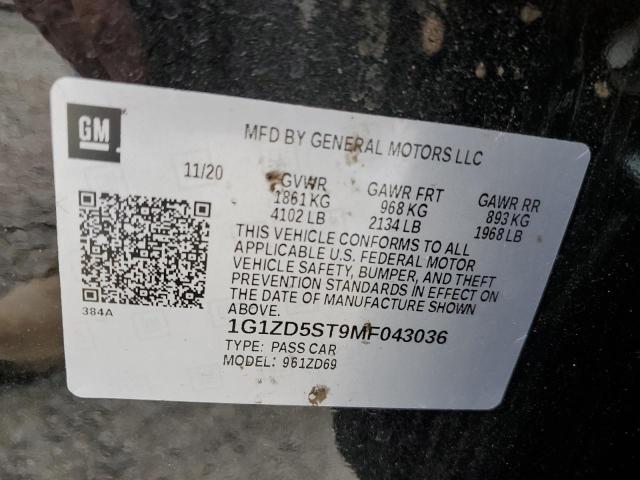 GM
MFD BY GENERAL MOTORS LLC
11/20 GVWR GAWR FRT GAWR RR
1861 KG 968 KG 893 KG
4102 LB 2134 LB 1968 LB
THIS VEHICLE CONFORMS TO ALL
APPLICABLE U.S. FEDERAL MOTOR
VEHICLE SAFETY, BUMPER, AND THEFT
PREVENTION STANDARDS IN EFFECT ON
THE DATE OF MANUFACTURE SHOWN
ABOVE.
384A
1G1ZD5ST9MF043036
TYPE: PASS CAR
MODEL: 961ZD69